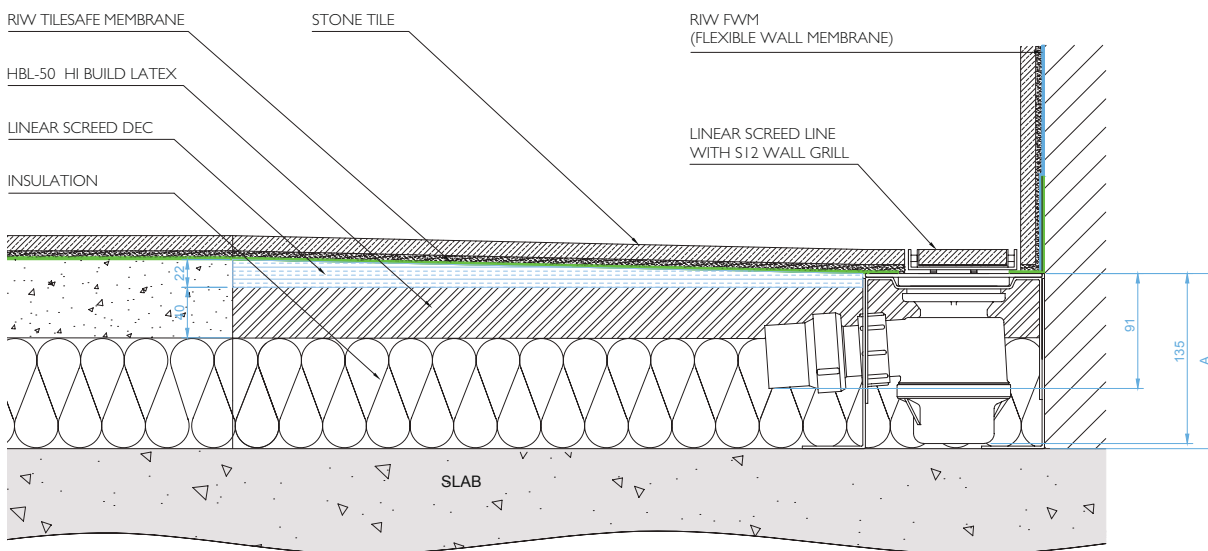 RIW TILESAFE MEMBRANE
STONE TILE
RIW FWM
(FLEXIBLE WALL MEMBRANE)
HBL-50 HI BUILD LATEX
LINEAR SCREED DEC
LINEAR SCREED LINE
WITH S12 WALL GRILL
INSULATION
22
40
91
135
A
SLAB